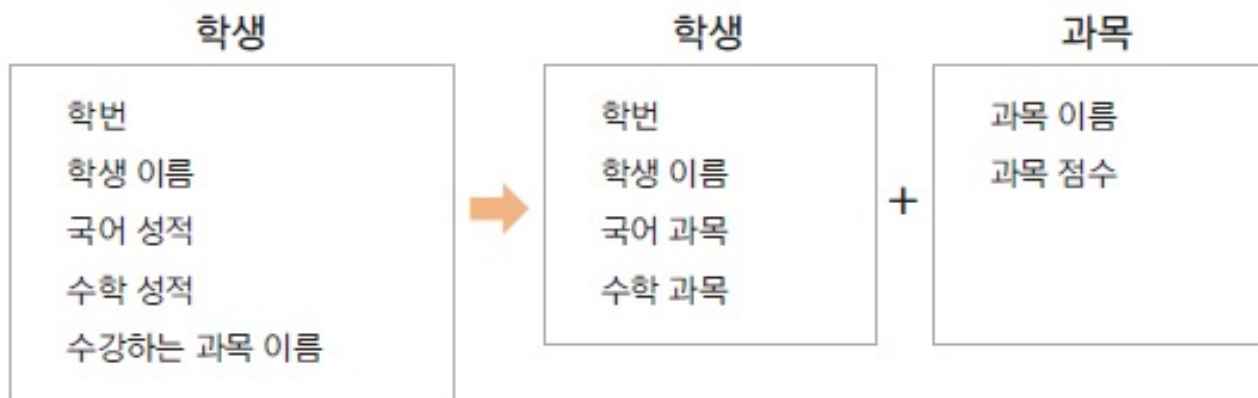 학생
학번
학생 이름
국어 성적
수학 성적
수강하는 과목 이름
학생
학번
학생 이름
국어 과목
수학 과목
+
과목
과목 이름
과목 점수